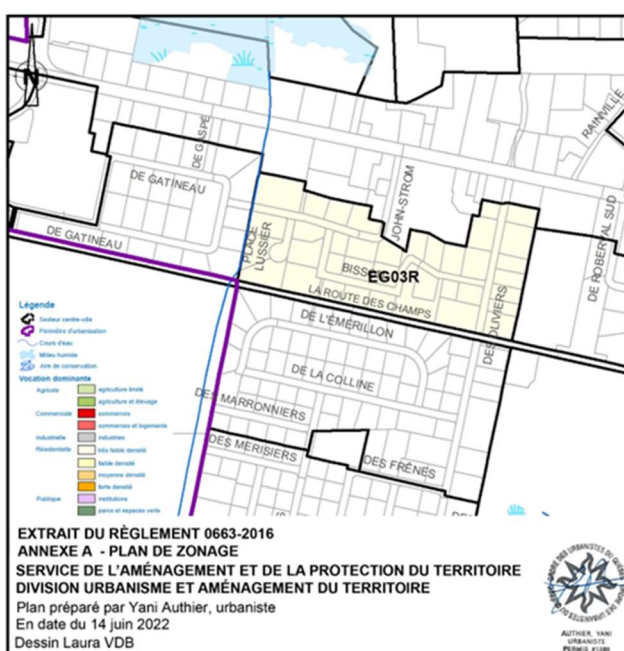 N
RAINVILLE
DE GASPÉ
DE GATINEAU
JOHN-STROM
DE ROBERVAL SUD
PLACE LUSSIER
DE GATINEAU
EG03R
LA ROUTE DES CHAMPS
DES OLIVIERS
DE L'ÉMÉRILLON
DE LA COLLINE
DES MARRONNIERS
DES MERISIERS
DES FRÊNES
Légende
Secteur centre-ville
Périmètre d'urbanisation
Cours d'eau
Milieu humide
Aire de conservation
Vocation dominante
Agricole agriculture limité
agriculture et élevage
Commerciale commerces
commerces et logements
Industrielle industries
Résidentielle très faible densité
faible densité
moyenne densité
forte densité
Publique institutions
parcs et espaces verts
EXTRAIT DU RÈGLEMENT 0663-2016
ANNEXE A - PLAN DE ZONAGE
SERVICE DE L'AMÉNAGEMENT ET DE LA PROTECTION DU TERRITOIRE
DIVISION URBANISME ET AMÉNAGEMENT DU TERRITOIRE
Plan préparé par Yani Authier, urbaniste
En date du 14 juin 2022
Dessin Laura VDB
AUTHIER, YANI
URBANISTE